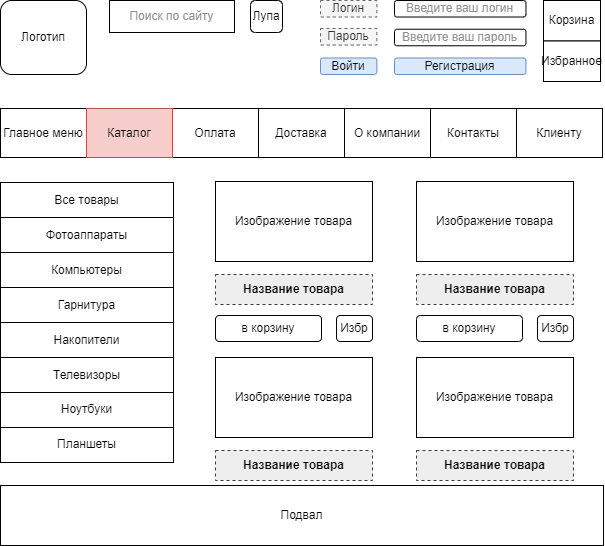 Логотип
Поиск по сайту
Лупа
Логин
Введите ваш логин
Пароль
Введите ваш пароль
Войти
Регистрация
Корзина
Избранное
Главное меню
Каталог
Оплата
Доставка
О компании
Контакты
Клиенту
Все товары
Фотоаппараты
Компьютеры
Гарнитура
Накопители
Телевизоры
Ноутбуки
Планшеты
Изображение товара
Изображение товара
Название товара
Название товара
в корзину
Избр
в корзину
Избр
Изображение товара
Изображение товара
Название товара
Название товара
Подвал